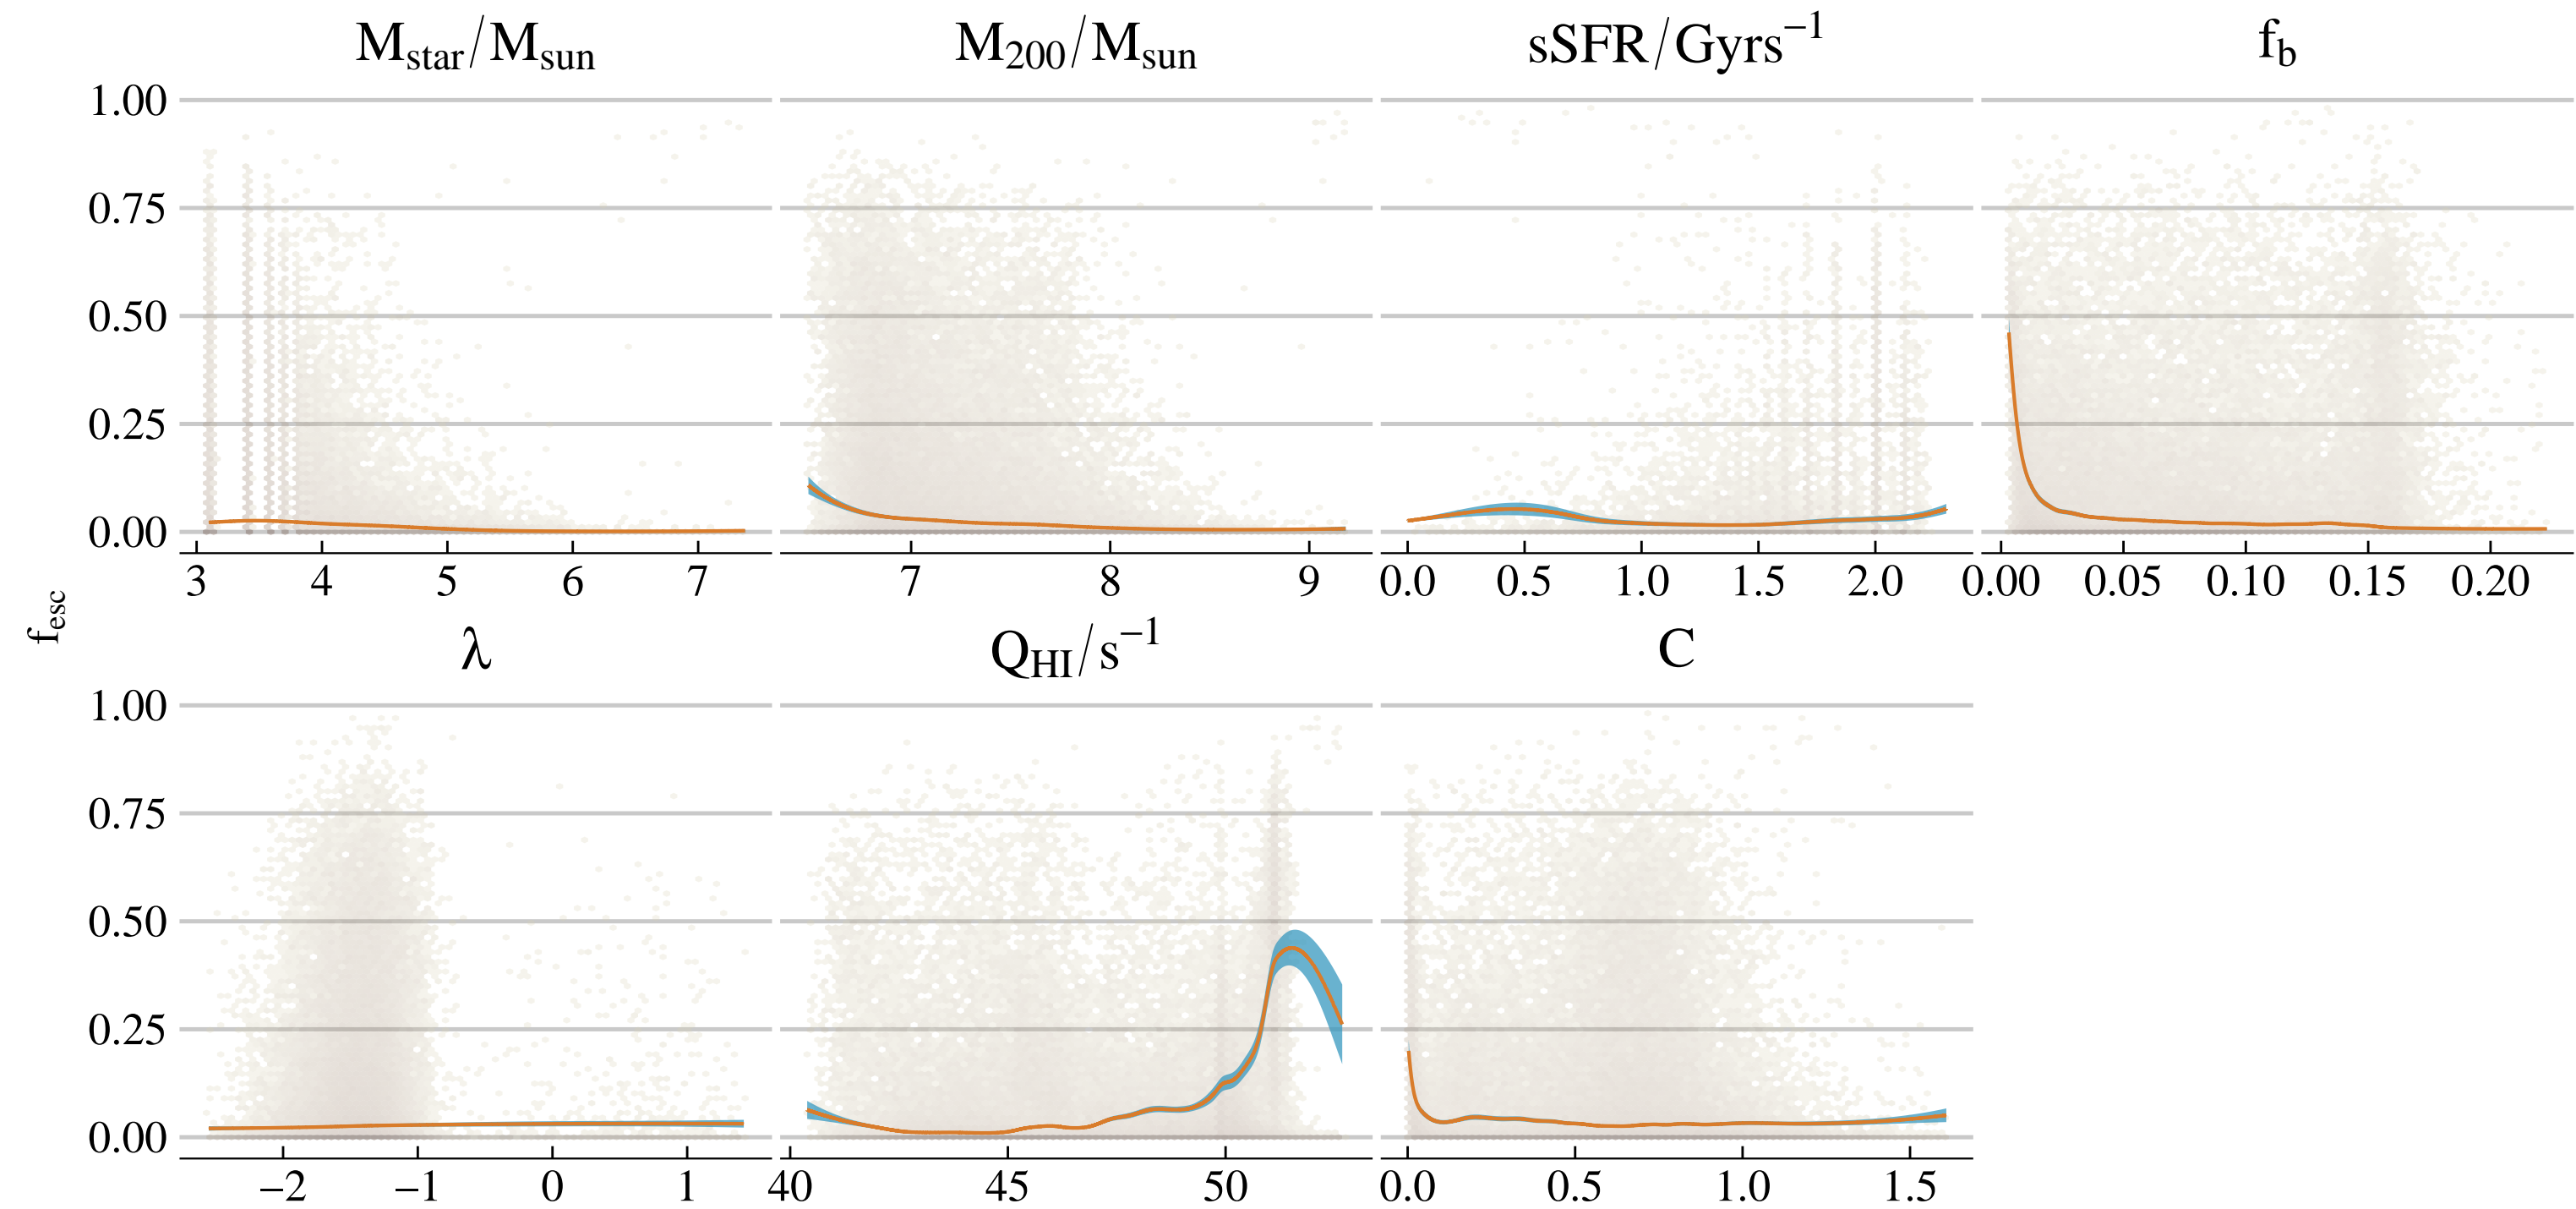 M_star/M_sun M_200/M_sun sSFR/Gyrs^−1 f_b
1.00
0.75
0.50
0.25
0.00
3 4 5 6 7 7 8 9 0.0 0.5 1.0 1.5 2.0 0.00 0.05 0.10 0.15 0.20
f_esc
λ Q_HI/s^−1 C
1.00
0.75
0.50
0.25
0.00
−2 −1 0 1 40 45 50 0.0 0.5 1.0 1.5